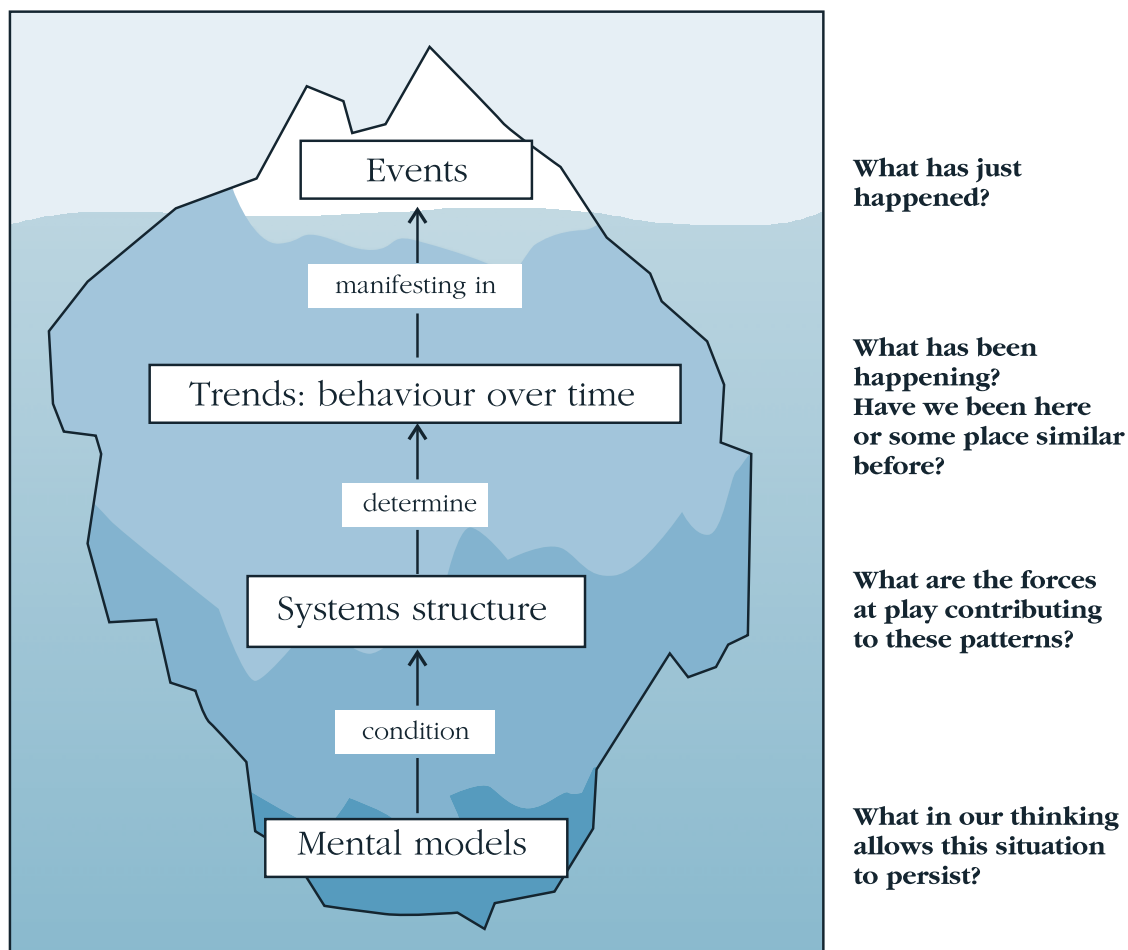 Events
What has just
happened?
manifesting in
Trends: behaviour over time
What has been
happening?
Have we been here
or some place similar
before?
determine
Systems structure
What are the forces
at play contributing
to these patterns?
condition
Mental models
What in our thinking
allows this situation
to persist?